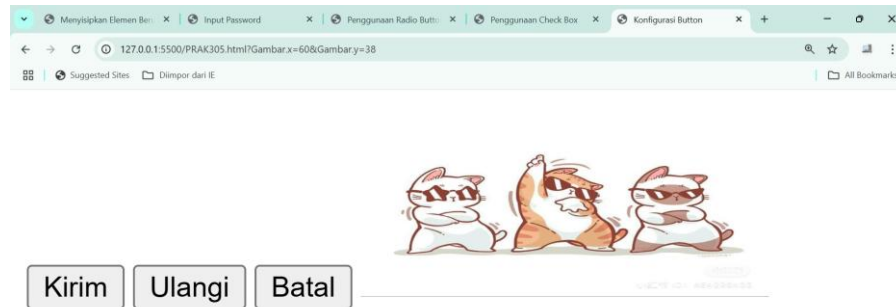 Menyisipkan Elemen Ben
Input Password
Penggunaan Radio Butto
Penggunaan Check Box
Konfigurasi Button
127.0.0.1:5500/PRAK305.html?Gambar.x=60&Gambar.y=38
Suggested Sites
Diimpor dari IE
All Bookmarks
Kirim
Ulangi
Batal